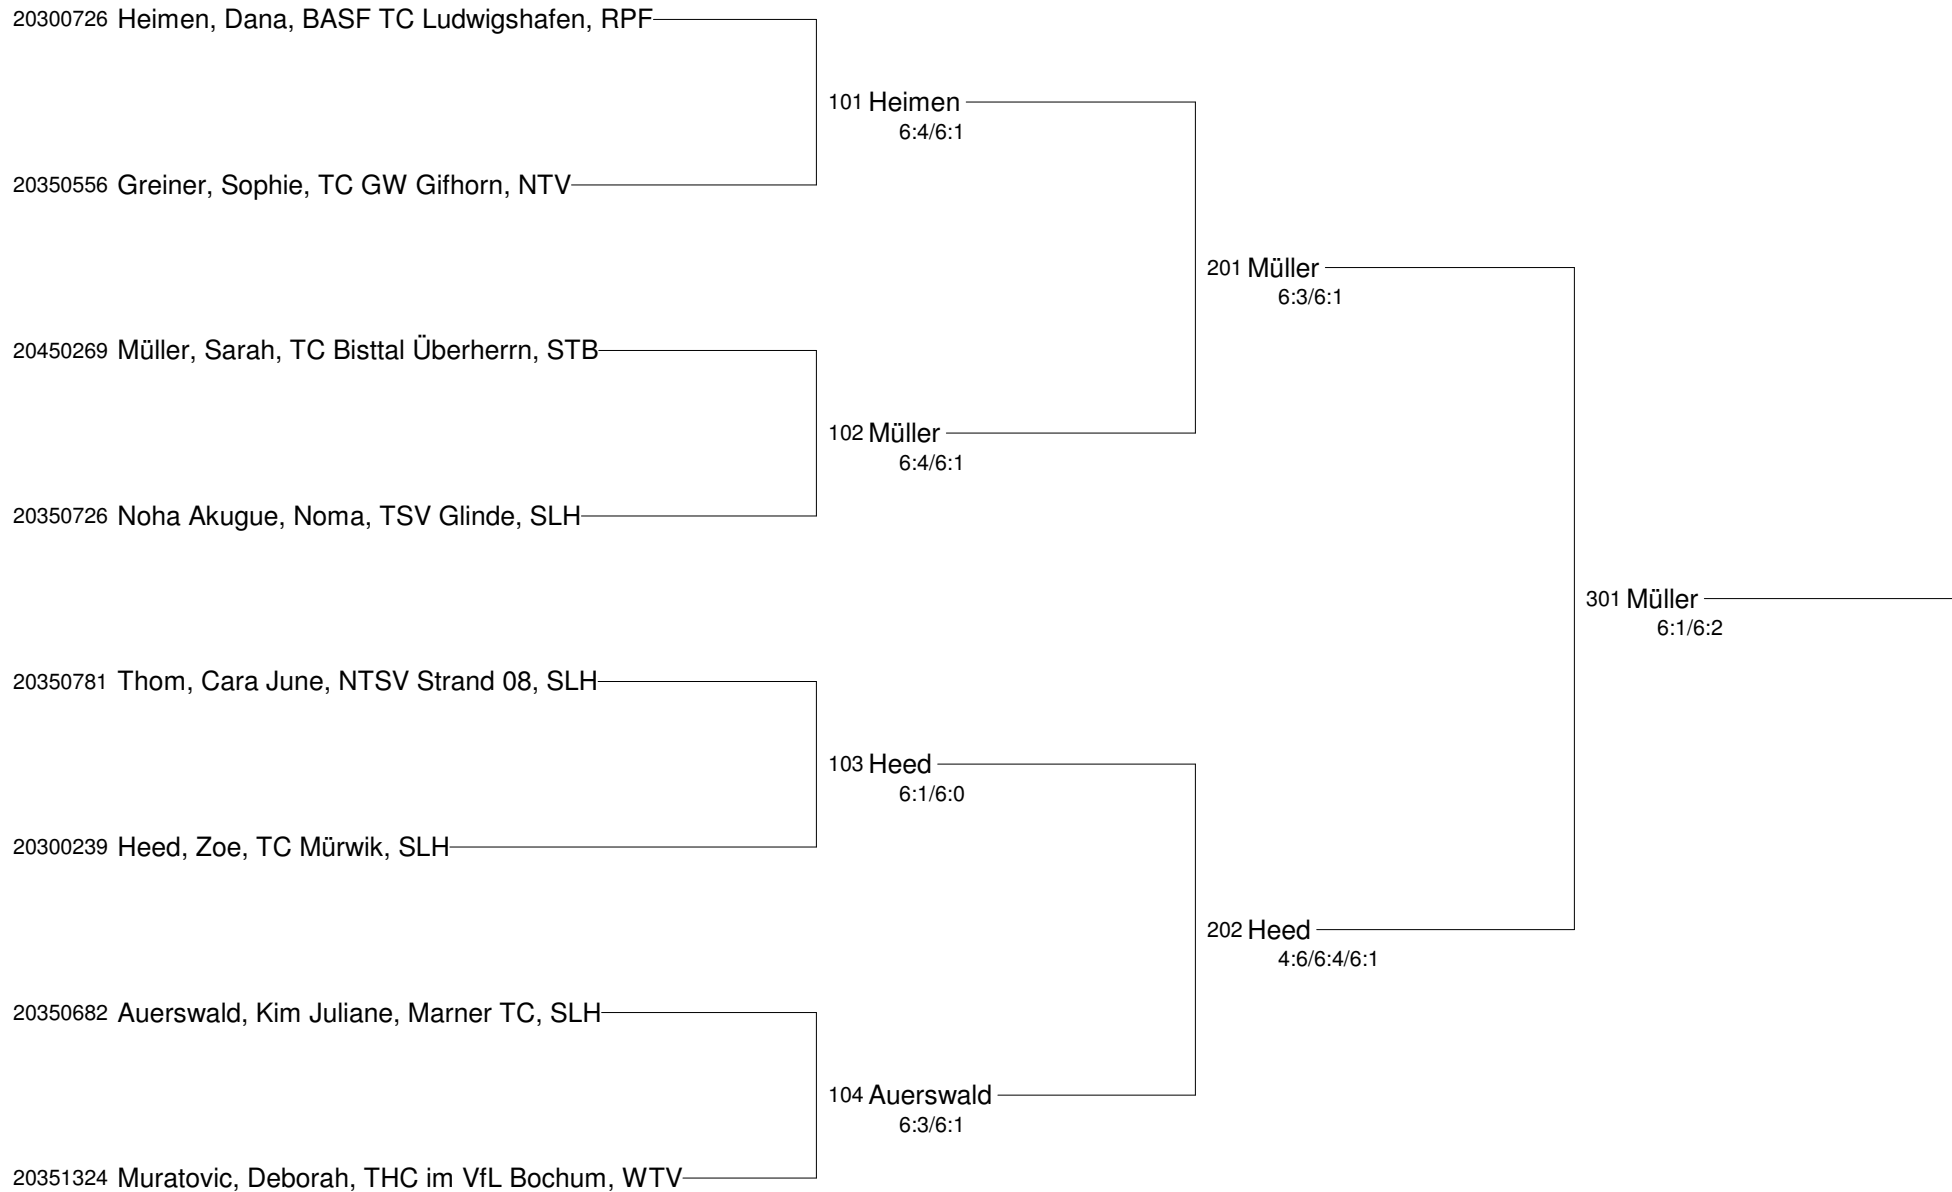 20300726 Heimen, Dana, BASF TC Ludwigshafen, RPF
101 Heimen
6:4/6:1
20350556 Greiner, Sophie, TC GW Gifhorn, NTV
201 Müller
6:3/6:1
20450269 Müller, Sarah, TC Bisttal Überherrn, STB
102 Müller
6:4/6:1
20350726 Noha Akugue, Noma, TSV Glinde, SLH
301 Müller
6:1/6:2
20350781 Thom, Cara June, NTSV Strand 08, SLH
103 Heed
6:1/6:0
20300239 Heed, Zoe, TC Mürwik, SLH
202 Heed
4:6/6:4/6:1
20350682 Auerswald, Kim Juliane, Marner TC, SLH
104 Auerswald
6:3/6:1
20351324 Muratovic, Deborah, THC im VfL Bochum, WTV